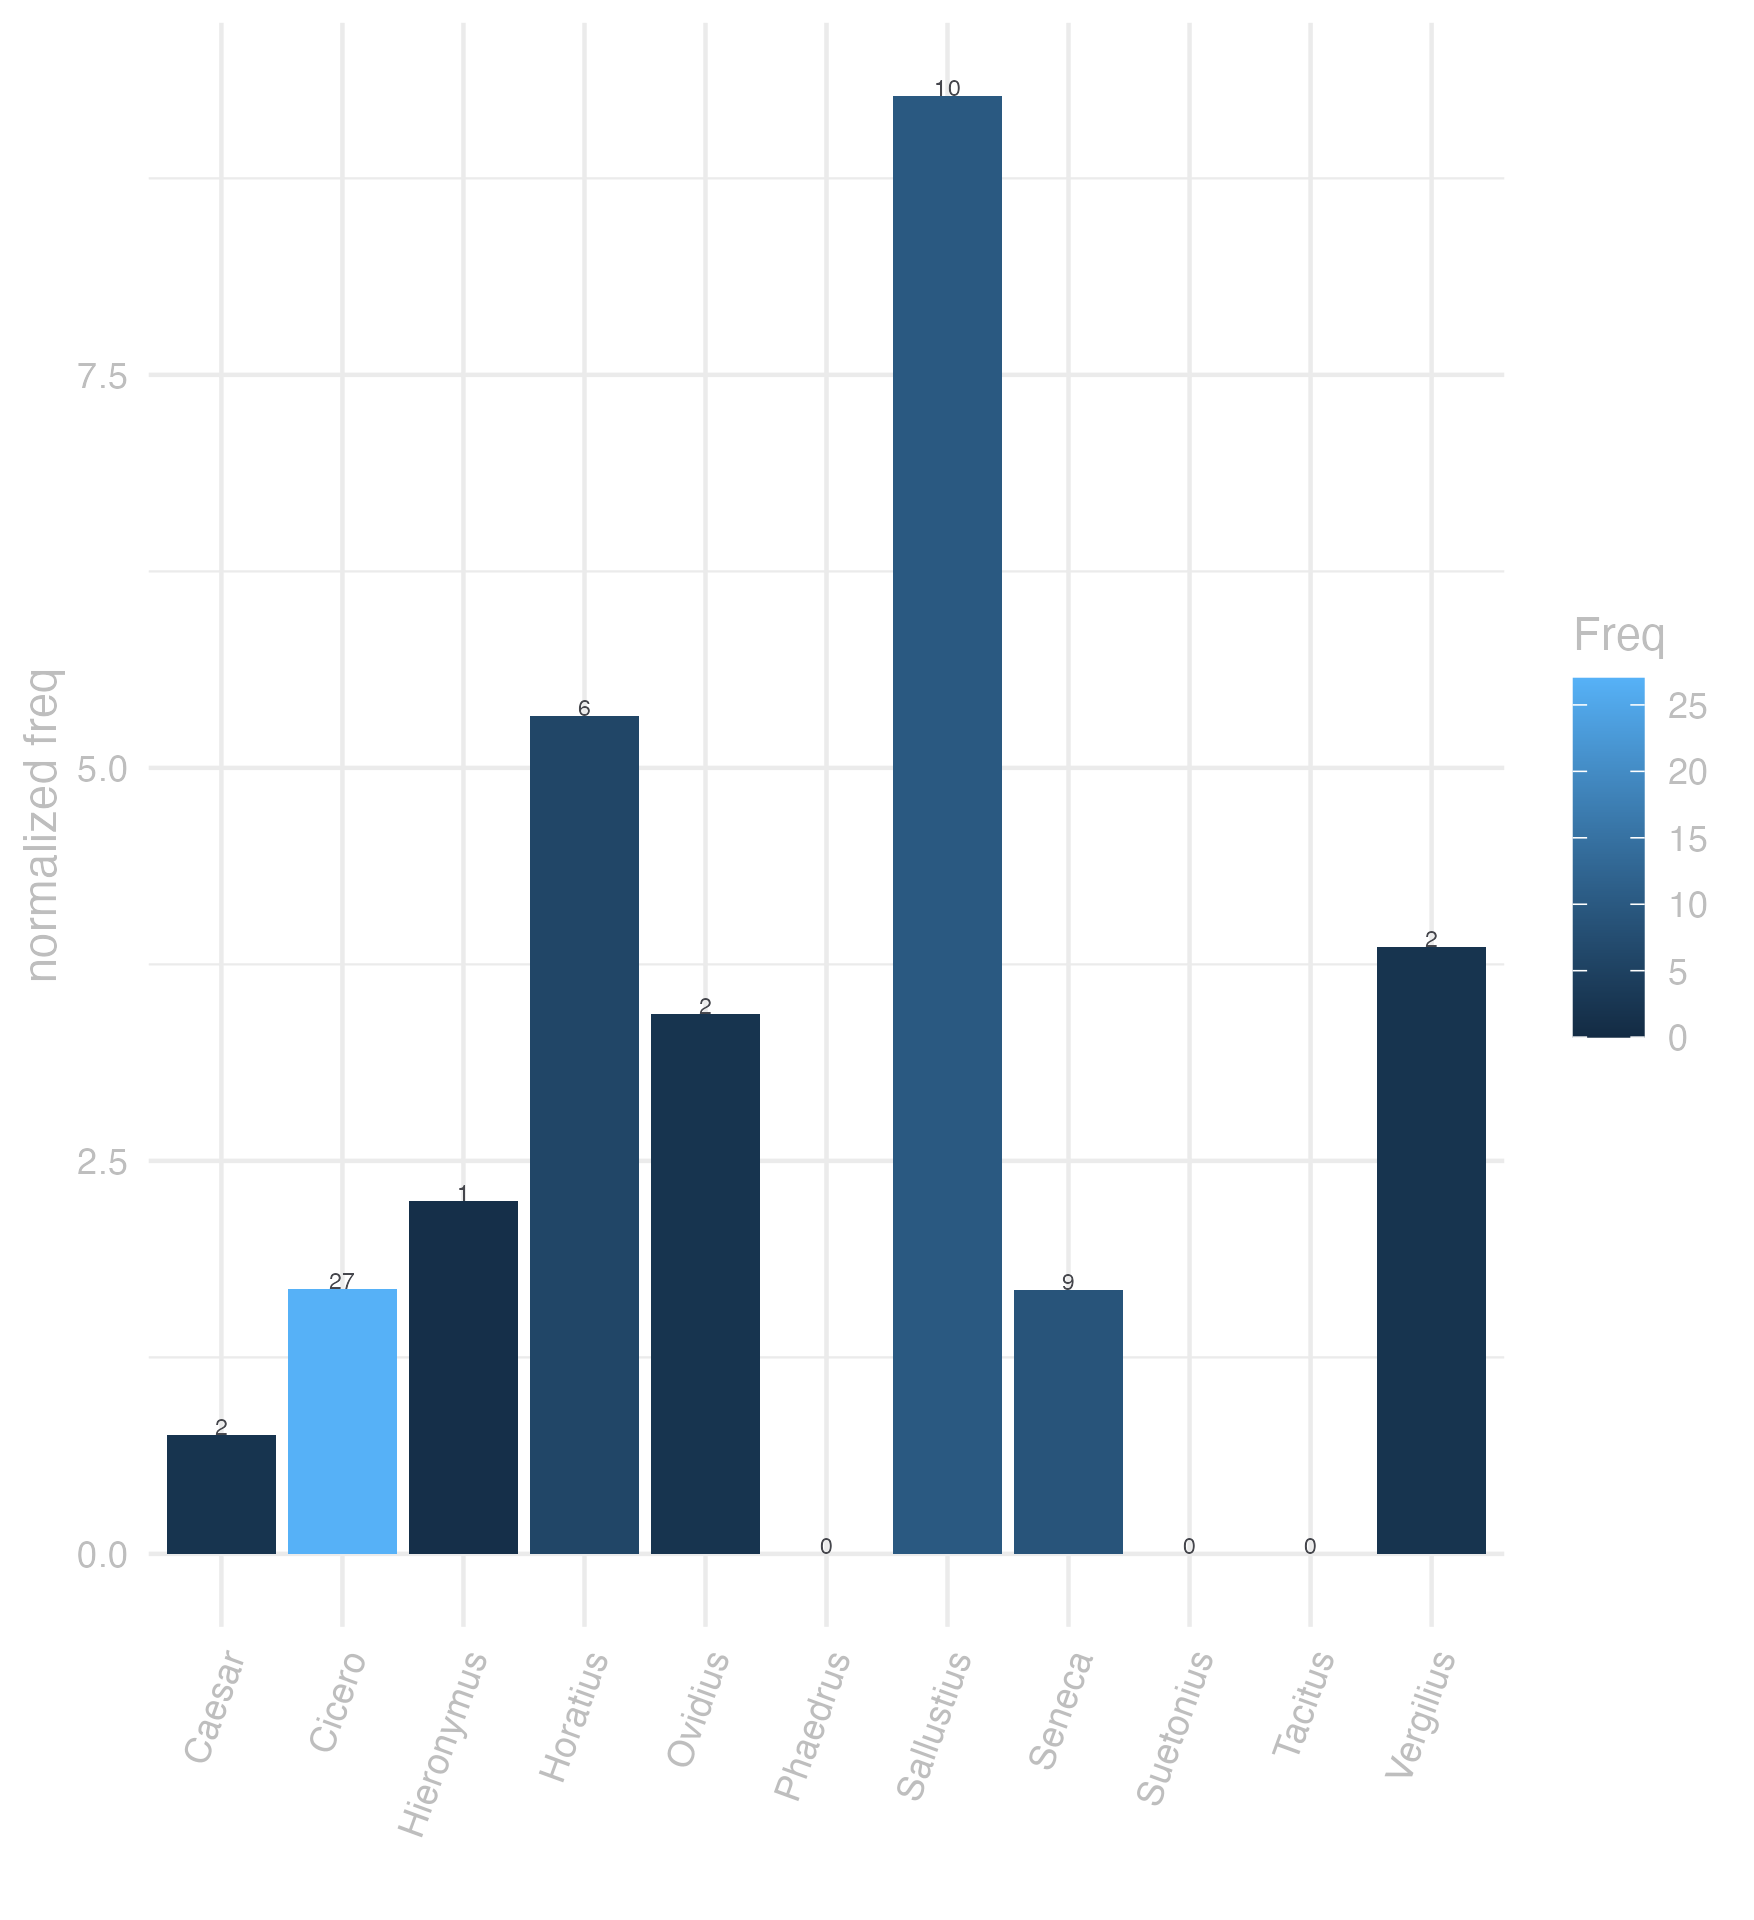 10
7.5
6
5.0
2
2
2.5
1
27
9
2
0.0
0
0
0
normalized freq
Caesar
Cicero
Hieronymus
Horatius
Ovidius
Phaedrus
Sallustius
Seneca
Suetonius
Tacitus
Vergilius
Freq
25
20
15
10
5
0